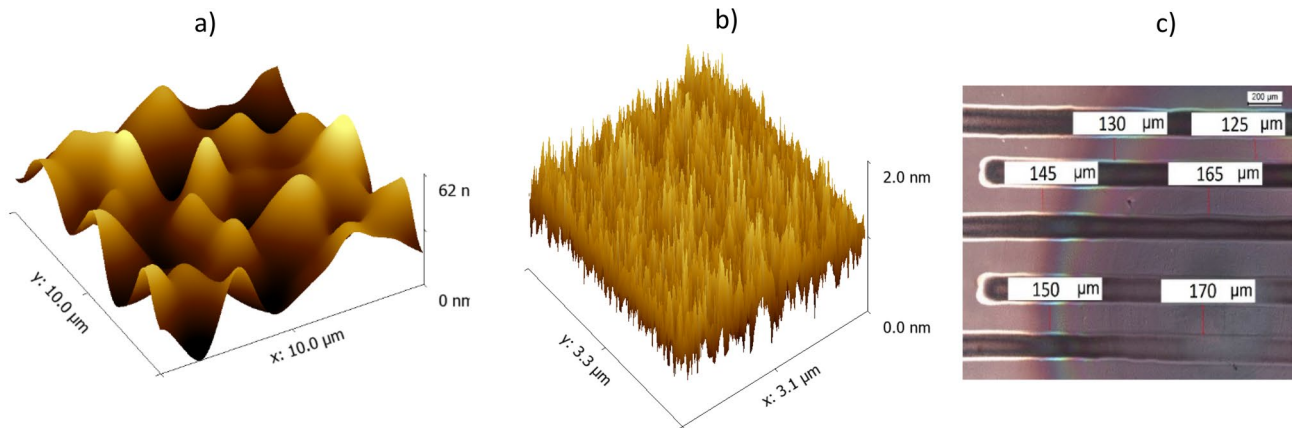 a)
62 n
0 nm
y: 10.0 µm
x: 10.0 µm
b)
2.0 nm
0.0 nm
y: 3.3 µm
x: 3.1 µm
c)
200 µm
130 µm
125 µm
145 µm
165 µm
150 µm
170 µm